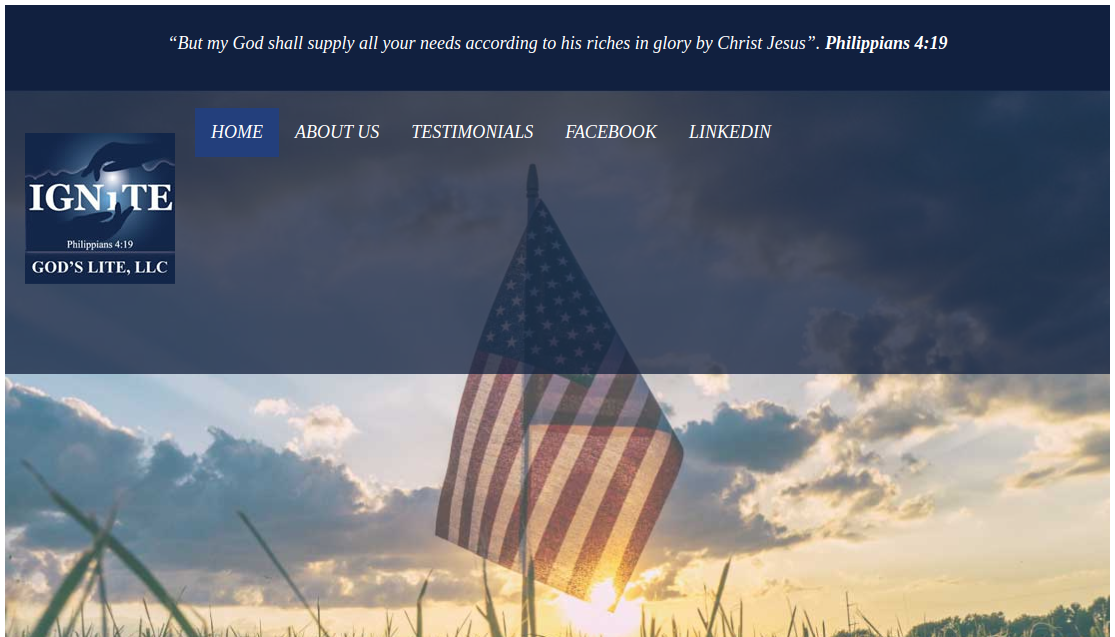 “But my God shall supply all your needs according to his riches in glory by Christ Jesus”. Philippians 4:19
HOME ABOUT US TESTIMONIALS FACEBOOK LINKEDIN
IGNiTE
Philippians 4:19
GOD’S LITE, LLC